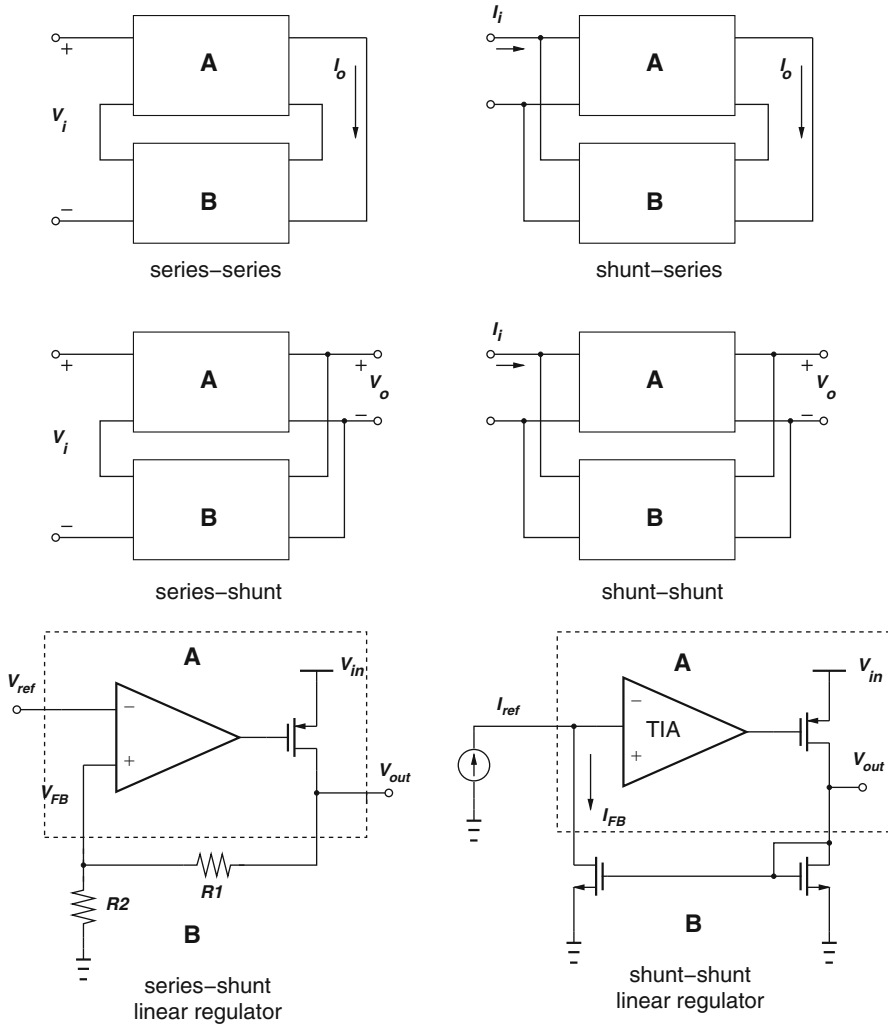 A
+
I_o
V_i
B
−
series−series
I_i
A
I_o
B
shunt−series
A
+
+
V_o
−
V_i
B
−
series−shunt
I_i
A
+
V_o
−
B
shunt−shunt
A
V_in
V_ref
−
+
V_FB
V_out
R1
R2
B
series−shunt
linear regulator
A
V_in
I_ref
−
TIA
+
V_out
I_FB
B
shunt−shunt
linear regulator